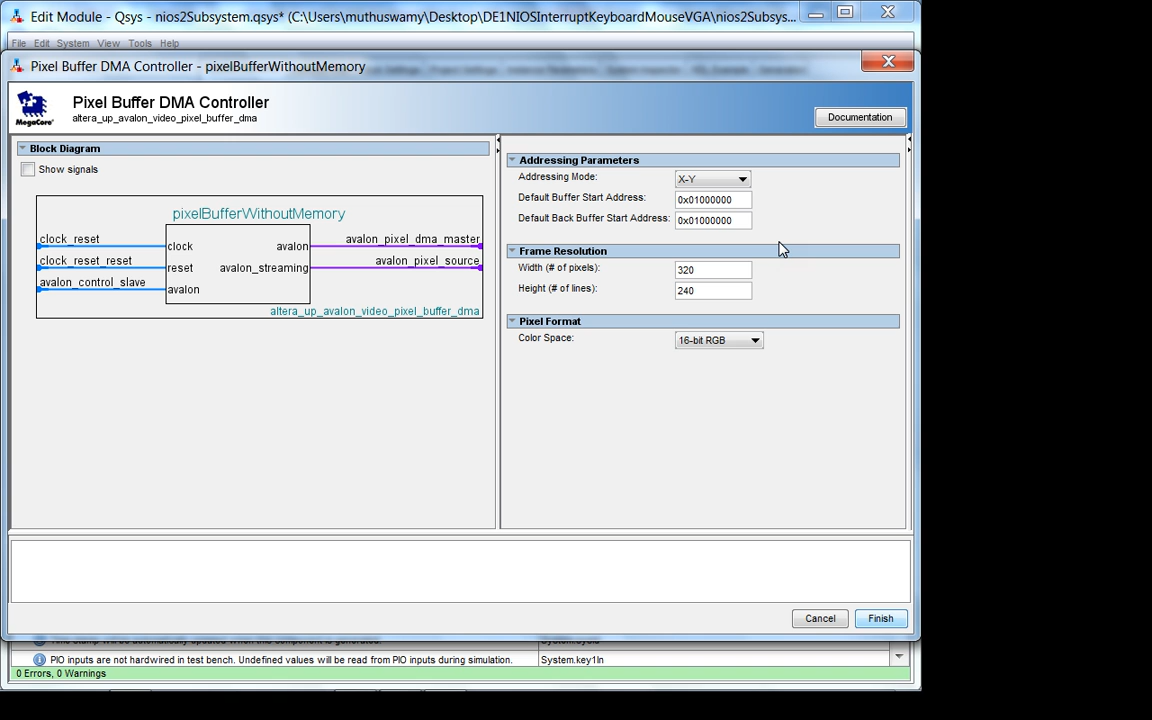 Edit Module - Qsys - nios2Subsystem.qsys* (C:\Users\muthuswamy\Desktop\DE1NIOSInterruptKeyboardMouseVGA\nios2Subsys...
File Edit System View Tools Help
Pixel Buffer DMA Controller - pixelBufferWithoutMemory
Pixel Buffer DMA Controller
altera_up_avalon_video_pixel_buffer_dma
MegaCore'
Documentation
Block Diagram
Show signals
pixelBufferWithoutMemory
clock_reset
clock
avalon
avalon_pixel_dma_master
clock_reset_reset
reset
avalon_streaming
avalon_pixel_source
avalon_control_slave
avalon
altera_up_avalon_video_pixel_buffer_dma
Addressing Parameters
Addressing Mode: X-Y
Default Buffer Start Address: 0x01000000
Default Back Buffer Start Address: 0x01000000
Frame Resolution
Width (# of pixels): 320
Height (# of lines): 240
Pixel Format
Color Space: 16-bit RGB
Cancel
Finish
PIO inputs are not hardwired in test bench. Undefined values will be read from PIO inputs during simulation. System.key1In
0 Errors, 0 Warnings